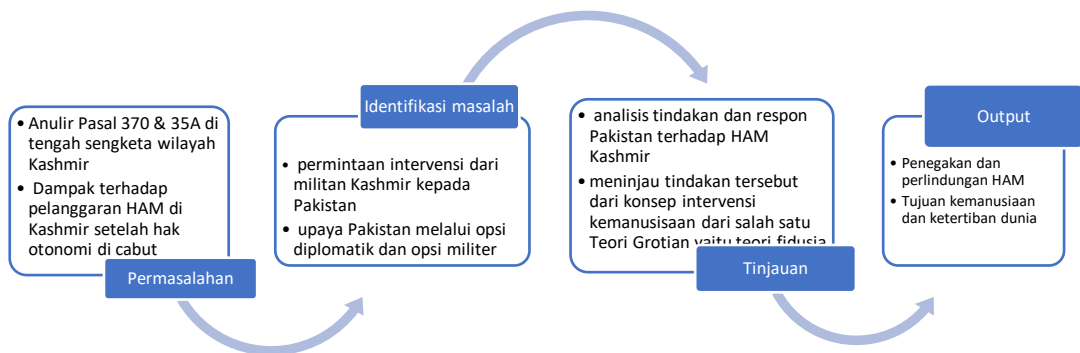 • Anulir Pasal 370 & 35A di
tengah sengketa wilayah
Kashmir
• Dampak terhadap
pelanggaran HAM di
Kashmir setelah hak
otonomi di cabut
Permasalahan
Identifikasi masalah
• permintaan intervensi dari
militan Kashmir kepada
Pakistan
• upaya Pakistan melalui opsi
diplomatik dan opsi militer
• analisis tindakan dan respon
Pakistan terhadap HAM
Kashmir
• meninjau tindakan tersebut
dari konsep intervensi
kemanusisaan dari salah satu
Teori Grotian yaitu teori fidusia
Tinjauan
Output
• Penegakan dan
perlindungan HAM
• Tujuan kemanusiaan
dan ketertiban dunia